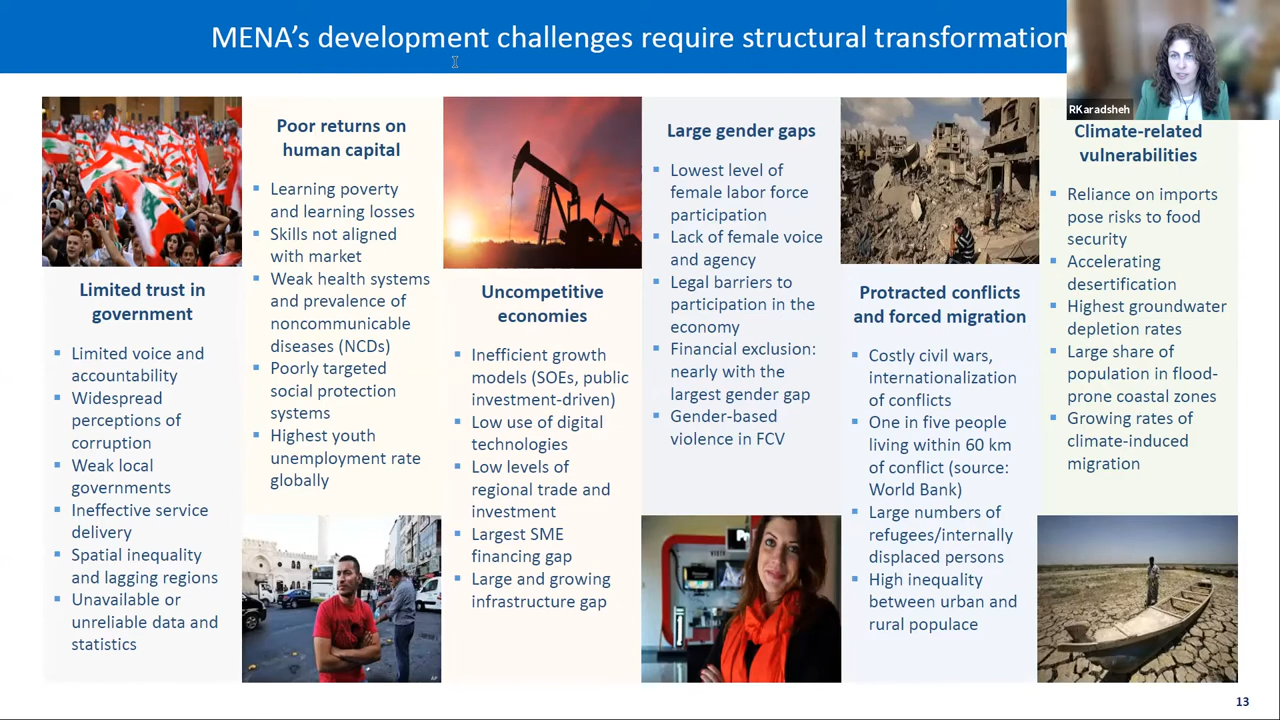 MENA’s development challenges require structural transformation
RKaradsheh
Limited trust in
government
▪ Limited voice and
accountability
▪ Widespread
perceptions of
corruption
▪ Weak local
governments
▪ Ineffective service
delivery
▪ Spatial inequality
and lagging regions
▪ Unavailable or
unreliable data and
statistics
Poor returns on
human capital
▪ Learning poverty
and learning losses
▪ Skills not aligned
with market
▪ Weak health systems
and prevalence of
noncommunicable
diseases (NCDs)
▪ Poorly targeted
social protection
systems
▪ Highest youth
unemployment rate
globally
AP
Uncompetitive
economies
▪ Inefficient growth
models (SOEs, public
investment-driven)
▪ Low use of digital
technologies
▪ Low levels of
regional trade and
investment
▪ Largest SME
financing gap
▪ Large and growing
infrastructure gap
Large gender gaps
▪ Lowest level of
female labor force
participation
▪ Lack of female voice
and agency
▪ Legal barriers to
participation in the
economy
▪ Financial exclusion:
nearly with the
largest gender gap
▪ Gender-based
violence in FCV
Protracted conflicts
and forced migration
▪ Costly civil wars,
internationalization
of conflicts
▪ One in five people
living within 60 km
of conflict (source:
World Bank)
▪ Large numbers of
refugees/internally
displaced persons
▪ High inequality
between urban and
rural populace
Climate-related
vulnerabilities
▪ Reliance on imports
pose risks to food
security
▪ Accelerating
desertification
▪ Highest groundwater
depletion rates
▪ Large share of
population in flood-
prone coastal zones
▪ Growing rates of
climate-induced
migration
13